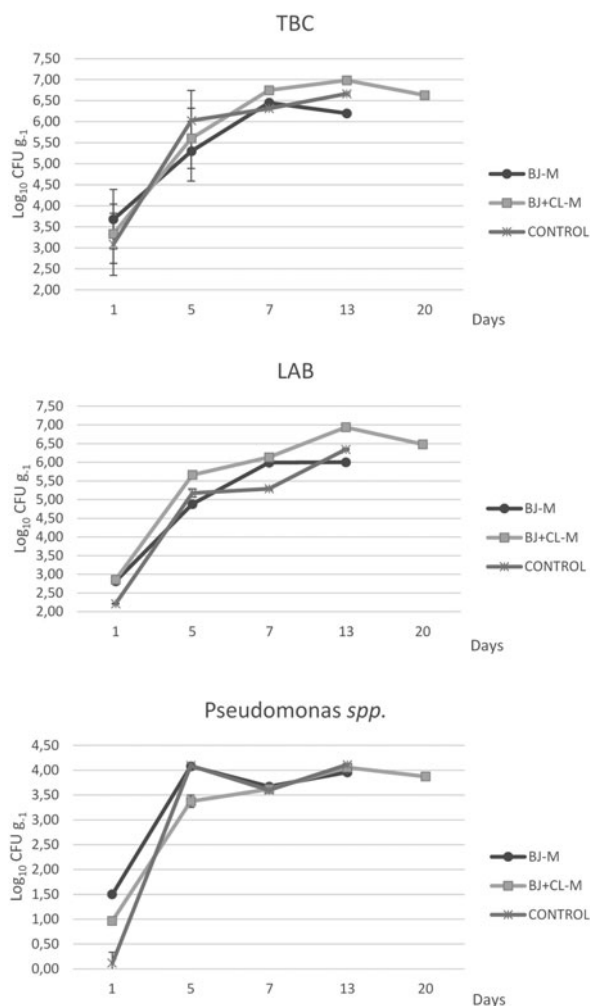 TBC
7,50
7,00
6,50
6,00
5,50
5,00
4,50
4,00
3,50
3,00
2,50
2,00
Log10 CFU g-1
1 5 7 13 20
Days
BJ-M
BJ+CL-M
CONTROL
LAB
7,50
7,00
6,50
6,00
5,50
5,00
4,50
4,00
3,50
3,00
2,50
2,00
Log10 CFU g-1
1 5 7 13 20
Days
BJ-M
BJ+CL-M
CONTROL
Pseudomonas spp.
4,50
4,00
3,50
3,00
2,50
2,00
1,50
1,00
0,50
0,00
Log10 CFU g-1
1 5 7 13 20
Days
BJ-M
BJ+CL-M
CONTROL